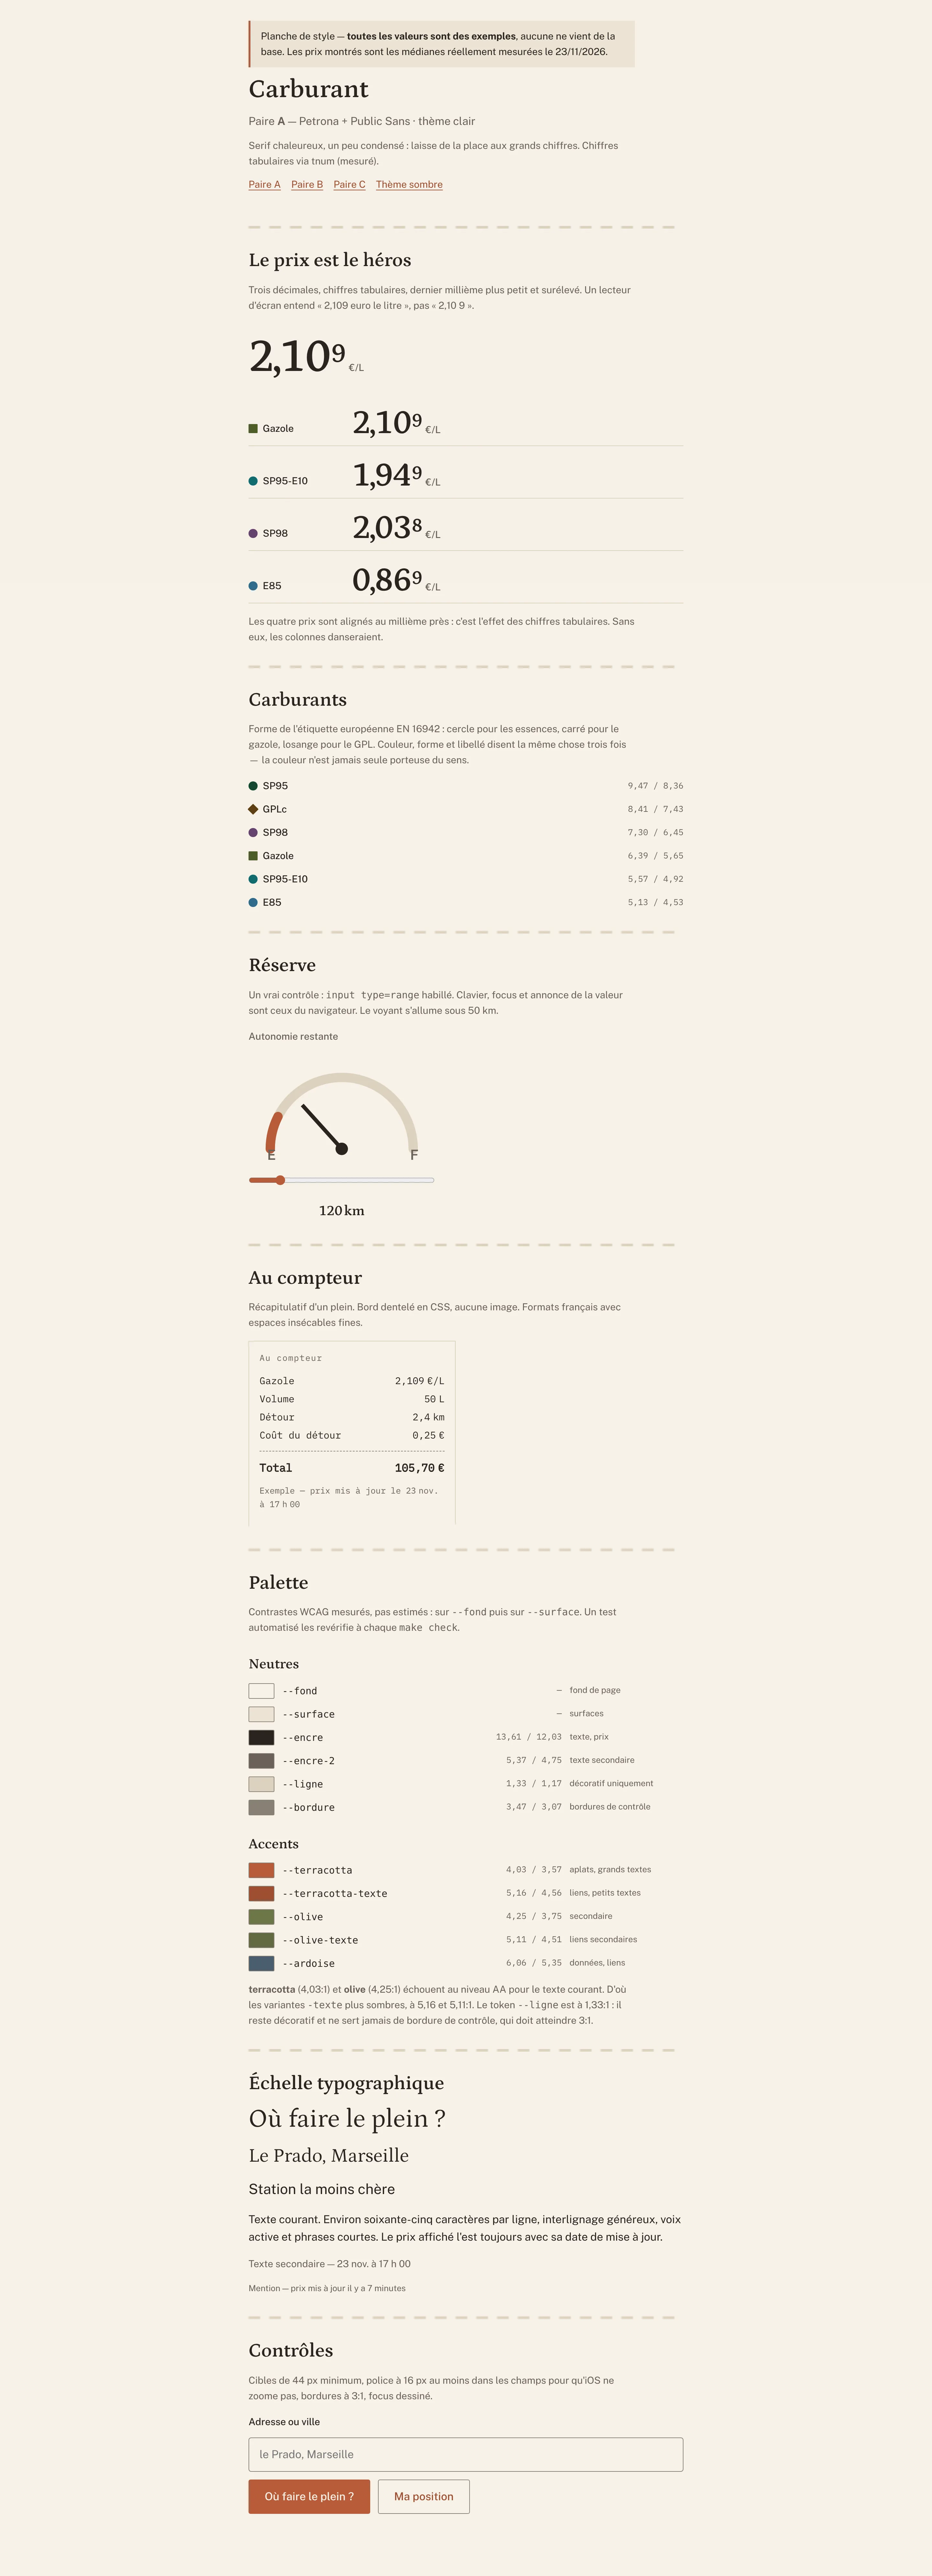 Planche de style — toutes les valeurs sont des exemples, aucune ne vient de la
base. Les prix montrés sont les médianes réellement mesurées le 23/11/2026.
Carburant
Paire A — Petrona + Public Sans · thème clair
Serif chaleureux, un peu condensé : laisse de la place aux grands chiffres. Chiffres
tabulaires via tnum (mesuré).
Paire A Paire B Paire C Thème sombre
Le prix est le héros
Trois décimales, chiffres tabulaires, dernier millième plus petit et surélevé. Un lecteur
d'écran entend « 2,109 euro le litre », pas « 2,10 9 ».
2,109 €/L
Gazole 2,109 €/L
SP95-E10 1,949 €/L
SP98 2,038 €/L
E85 0,869 €/L
Les quatre prix sont alignés au millième près : c'est l'effet des chiffres tabulaires. Sans
eux, les colonnes danseraient.
Carburants
Forme de l'étiquette européenne EN 16942 : cercle pour les essences, carré pour le
gazole, losange pour le GPL. Couleur, forme et libellé disent la même chose trois fois
— la couleur n'est jamais seule porteuse du sens.
SP95 9,47 / 8,36
GPLc 8,41 / 7,43
SP98 7,30 / 6,45
Gazole 6,39 / 5,65
SP95-E10 5,57 / 4,92
E85 5,13 / 4,53
Réserve
Un vrai contrôle : input type=range habillé. Clavier, focus et annonce de la valeur
sont ceux du navigateur. Le voyant s'allume sous 50 km.
Autonomie restante
E F
120 km
Au compteur
Récapitulatif d'un plein. Bord dentelé en CSS, aucune image. Formats français avec
espaces insécables fines.
Au compteur
Gazole 2,109 €/L
Volume 50 L
Détour 2,4 km
Coût du détour 0,25 €
Total 105,70 €
Exemple — prix mis à jour le 23 nov.
à 17 h 00
Palette
Contrastes WCAG mesurés, pas estimés : sur --fond puis sur --surface. Un test
automatisé les revérifie à chaque make check.
Neutres
--fond — fond de page
--surface — surfaces
--encre 13,61 / 12,03 texte, prix
--encre-2 5,37 / 4,75 texte secondaire
--ligne 1,33 / 1,17 décoratif uniquement
--bordure 3,47 / 3,07 bordures de contrôle
Accents
--terracotta 4,03 / 3,57 aplats, grands textes
--terracotta-texte 5,16 / 4,56 liens, petits textes
--olive 4,25 / 3,75 secondaire
--olive-texte 5,11 / 4,51 liens secondaires
--ardoise 6,06 / 5,35 données, liens
terracotta (4,03:1) et olive (4,25:1) échouent au niveau AA pour le texte courant. D'où
les variantes -texte plus sombres, à 5,16 et 5,11:1. Le token --ligne est à 1,33:1 : il
reste décoratif et ne sert jamais de bordure de contrôle, qui doit atteindre 3:1.
Échelle typographique
Où faire le plein ?
Le Prado, Marseille
Station la moins chère
Texte courant. Environ soixante-cinq caractères par ligne, interlignage généreux, voix
active et phrases courtes. Le prix affiché l'est toujours avec sa date de mise à jour.
Texte secondaire — 23 nov. à 17 h 00
Mention — prix mis à jour il y a 7 minutes
Contrôles
Cibles de 44 px minimum, police à 16 px au moins dans les champs pour qu'iOS ne
zoome pas, bordures à 3:1, focus dessiné.
Adresse ou ville
le Prado, Marseille
Où faire le plein ? Ma position